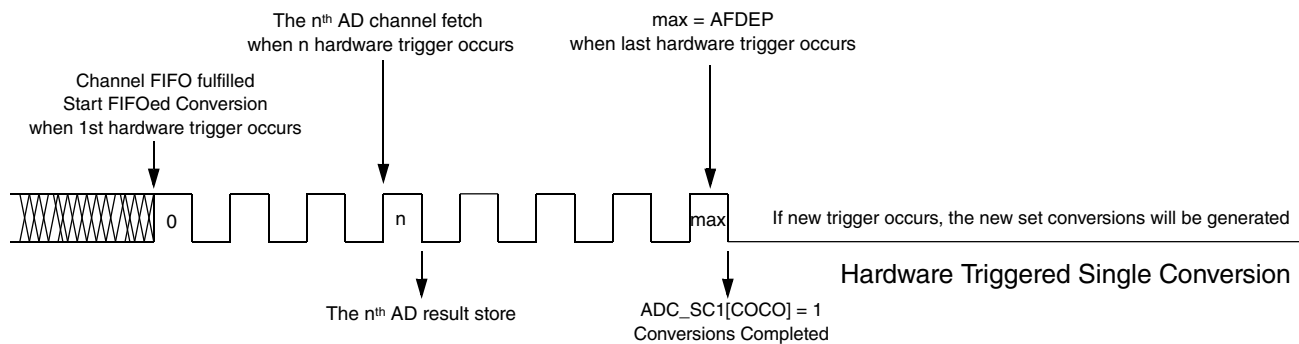 The nth AD channel fetch
when n hardware trigger occurs
max = AFDEP
when last hardware trigger occurs
Channel FIFO fulfilled
Start FIFOed Conversion
when 1st hardware trigger occurs
0
n
max
If new trigger occurs, the new set conversions will be generated
Hardware Triggered Single Conversion
The nth AD result store
ADC_SC1[COCO] = 1
Conversions Completed